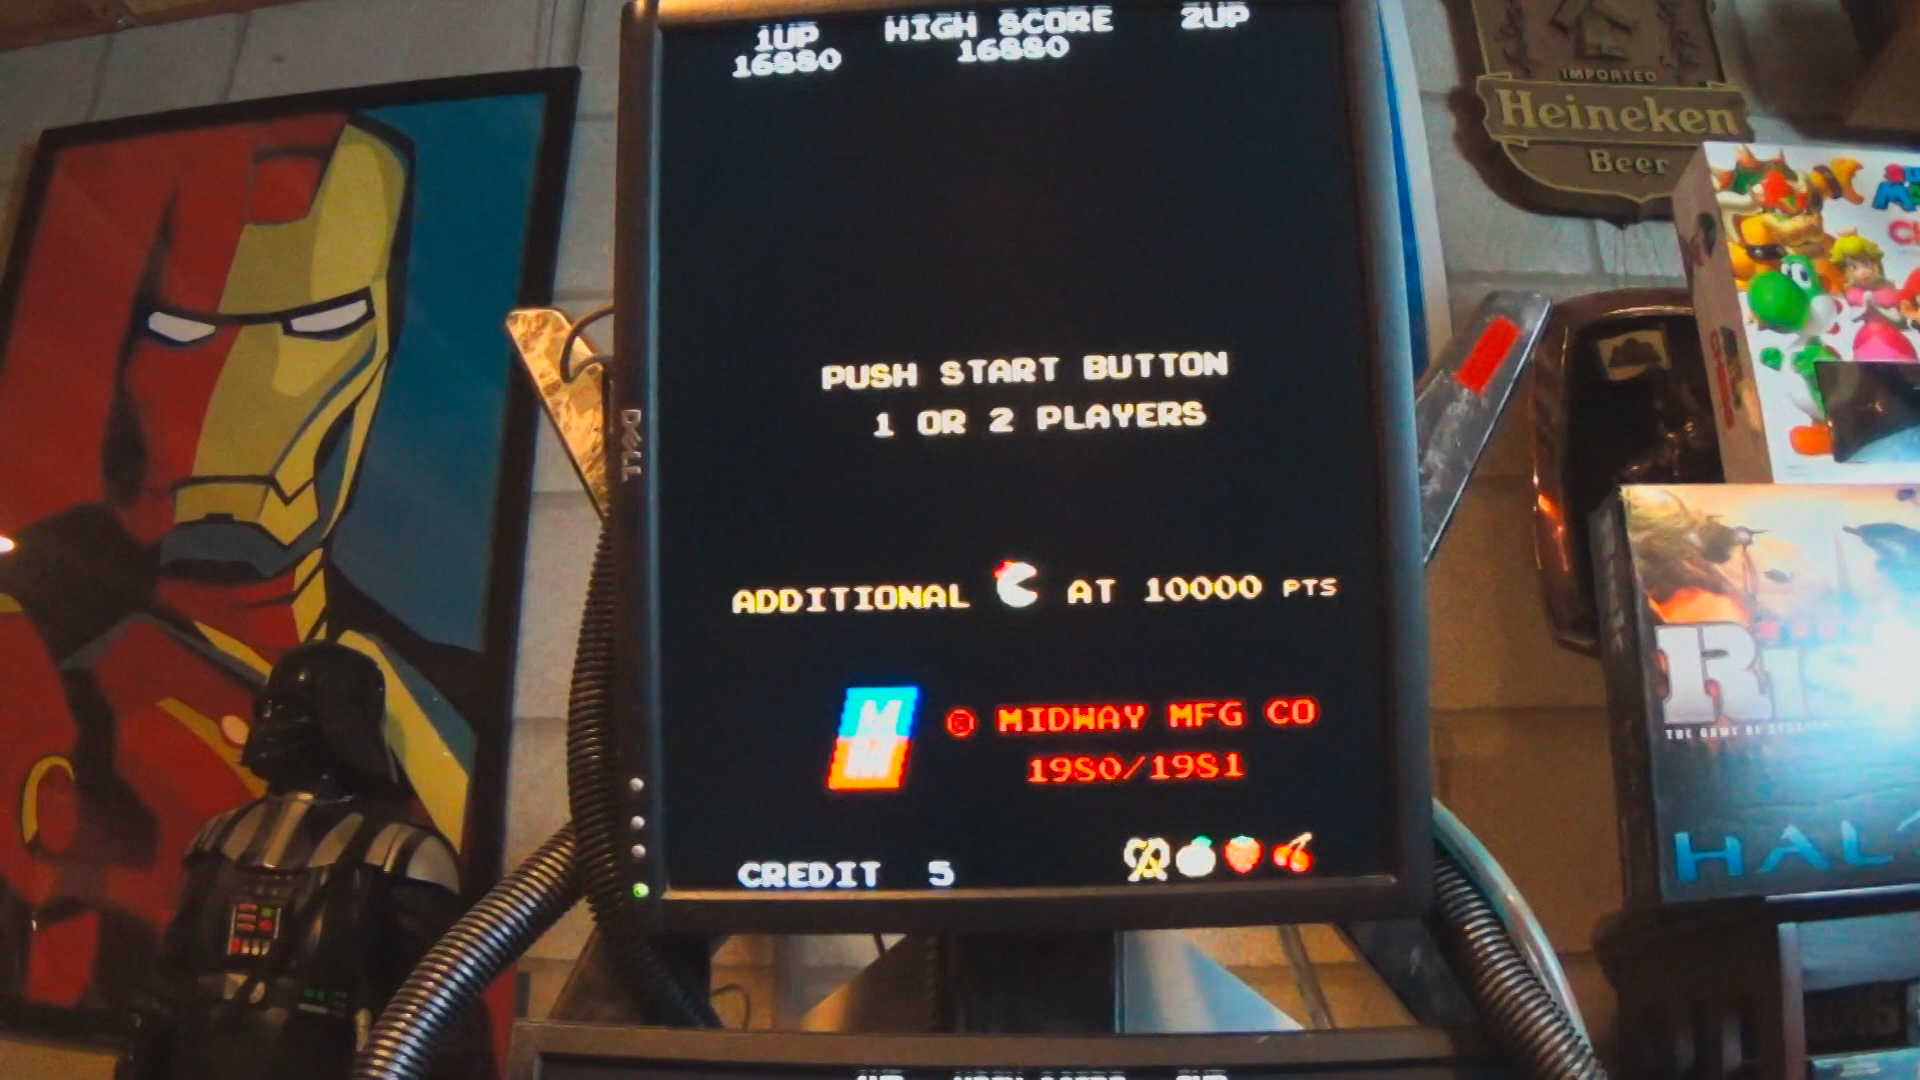 1UP HIGH SCORE 2UP
16880 16880
PUSH START BUTTON
1 OR 2 PLAYERS
ADDITIONAL AT 10000 PTS
© MIDWAY MFG CO
1980/1981
CREDIT 5
DELL
IMPORTED
Heineken
Beer